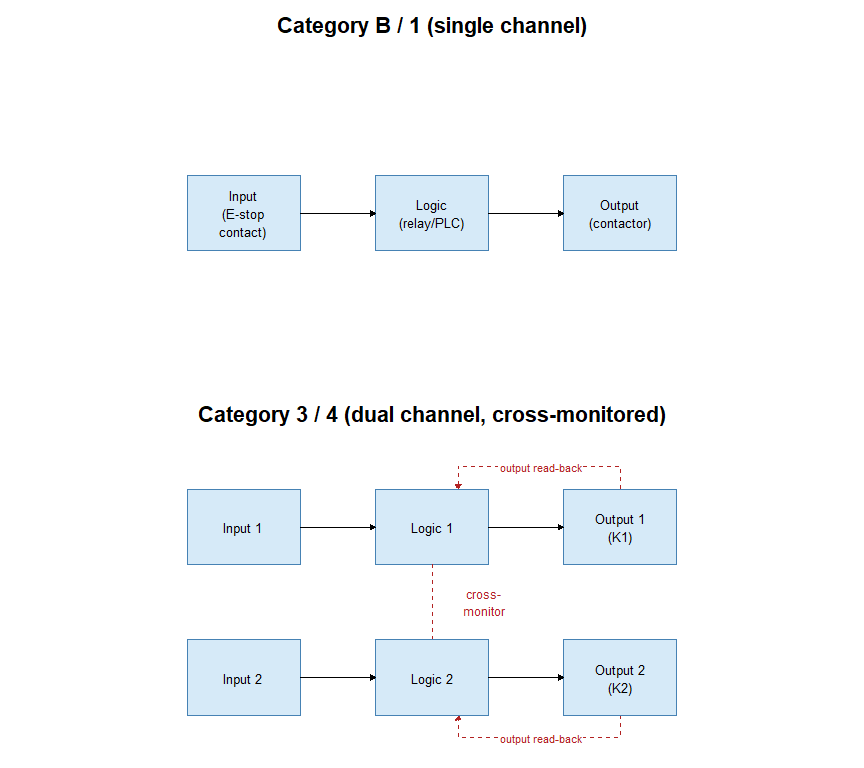 Category B / 1 (single channel)
Input
(E-stop
contact)
Logic
(relay/PLC)
Output
(contactor)
Category 3 / 4 (dual channel, cross-monitored)
output read-back
Input 1
Logic 1
Output 1
(K1)
cross-
monitor
Input 2
Logic 2
Output 2
(K2)
output read-back